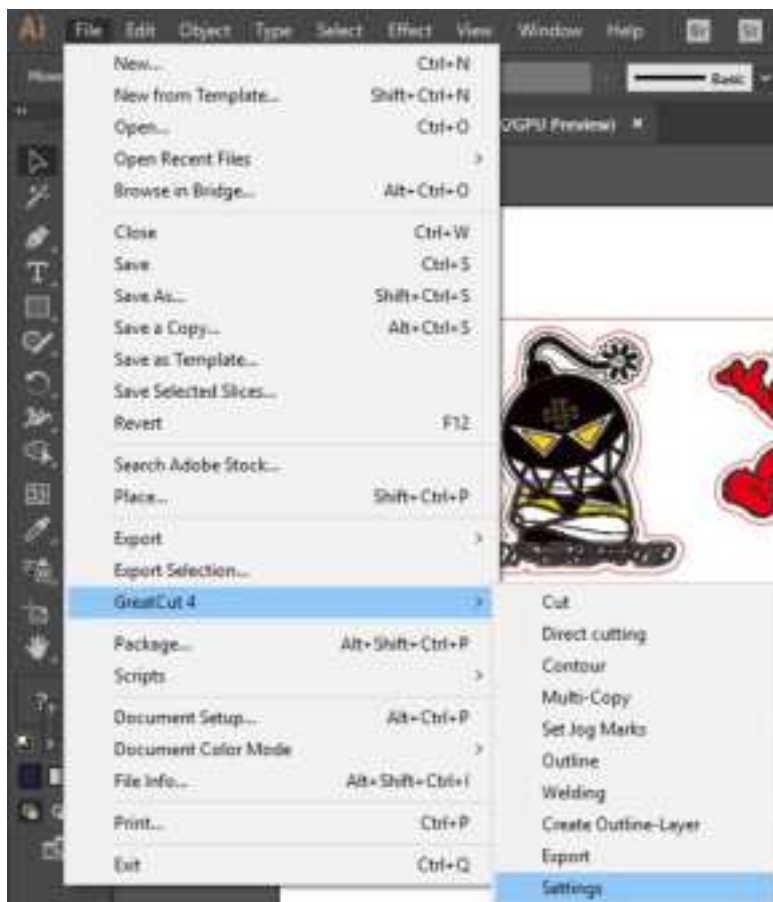 Ai File Edit Object Type Select Effect View Window Help Br St
Basic
GPU Preview) ×
New... Ctrl+N
New from Template... Shift+Ctrl+N
Open... Ctrl+O
Open Recent Files >
Browse in Bridge... Alt+Ctrl+O
Close Ctrl+W
Save Ctrl+S
Save As... Shift+Ctrl+S
Save a Copy... Alt+Ctrl+S
Save as Template...
Save Selected Slices...
Revert F12
Search Adobe Stock...
Place... Shift+Ctrl+P
Export >
Export Selection...
GreatCut 4 >
Package... Alt+Shift+Ctrl+P
Scripts >
Document Setup... Alt+Ctrl+P
Document Color Mode >
File Info... Alt+Shift+Ctrl+I
Print... Ctrl+P
Exit Ctrl+Q
Cut
Direct cutting
Contour
Multi-Copy
Set Jog Marks
Outline
Welding
Create Outline-Layer
Export
Settings